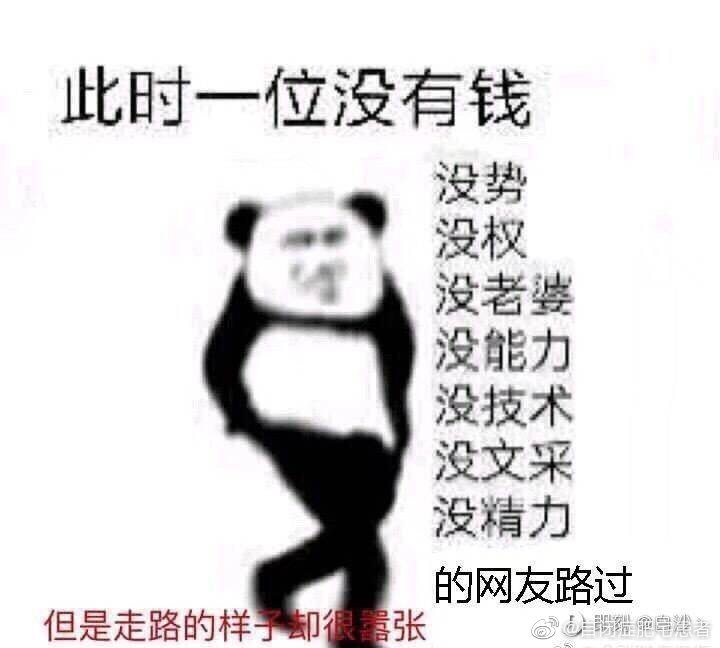 此时一位没有钱
没势
没权
没老婆
没能力
没技术
没文采
没精力
的网友路过
但是走路的样子却很嚣张